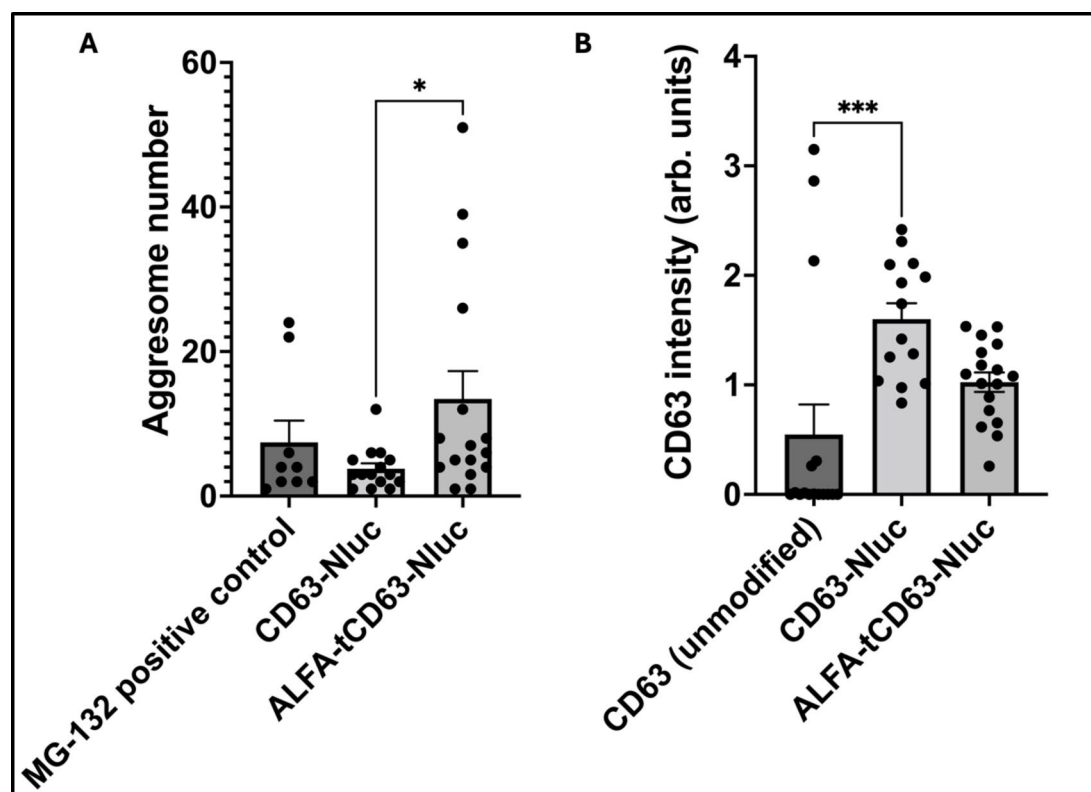 A
Aggresome number
60
40
20
0
*
MG-132 positive control
CD63-Nluc
ALFA-tCD63-Nluc
B
CD63 intensity (arb. units)
4
3
2
1
0
***
CD63 (unmodified)
CD63-Nluc
ALFA-tCD63-Nluc